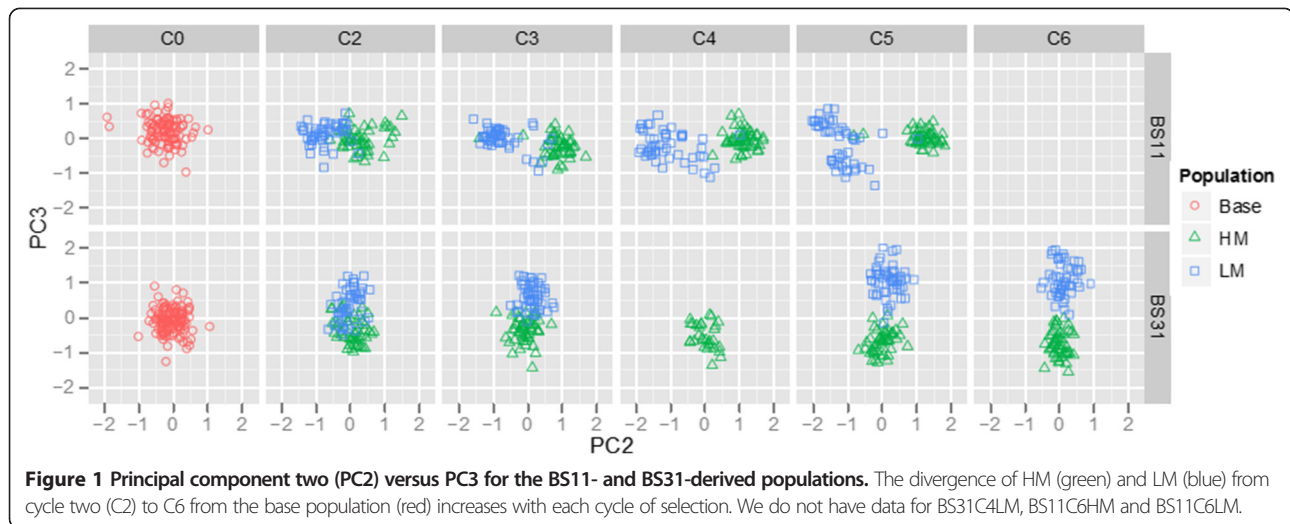 C0 C2 C3 C4 C5 C6
2
1
0
−1
−2
BS11
PC3
2
1
0
−1
−2
BS31
−2 −1 0 1 2 −2 −1 0 1 2 −2 −1 0 1 2 −2 −1 0 1 2 −2 −1 0 1 2 −2 −1 0 1 2
PC2
Population
Base
HM
LM
Figure 1 Principal component two (PC2) versus PC3 for the BS11- and BS31-derived populations. The divergence of HM (green) and LM (blue) from
cycle two (C2) to C6 from the base population (red) increases with each cycle of selection. We do not have data for BS31C4LM, BS11C6HM and BS11C6LM.